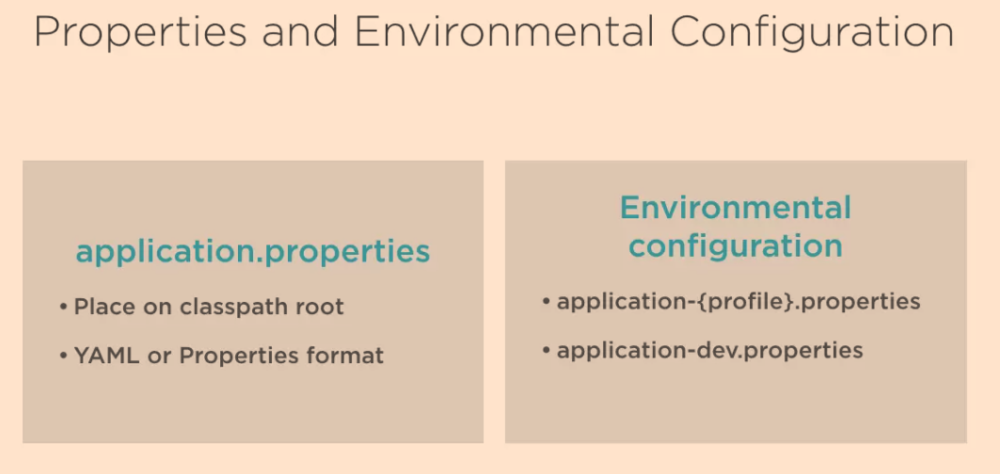 Properties and Environmental Configuration
application.properties
• Place on classpath root
• YAML or Properties format
Environmental
configuration
• application-{profile}.properties
• application-dev.properties